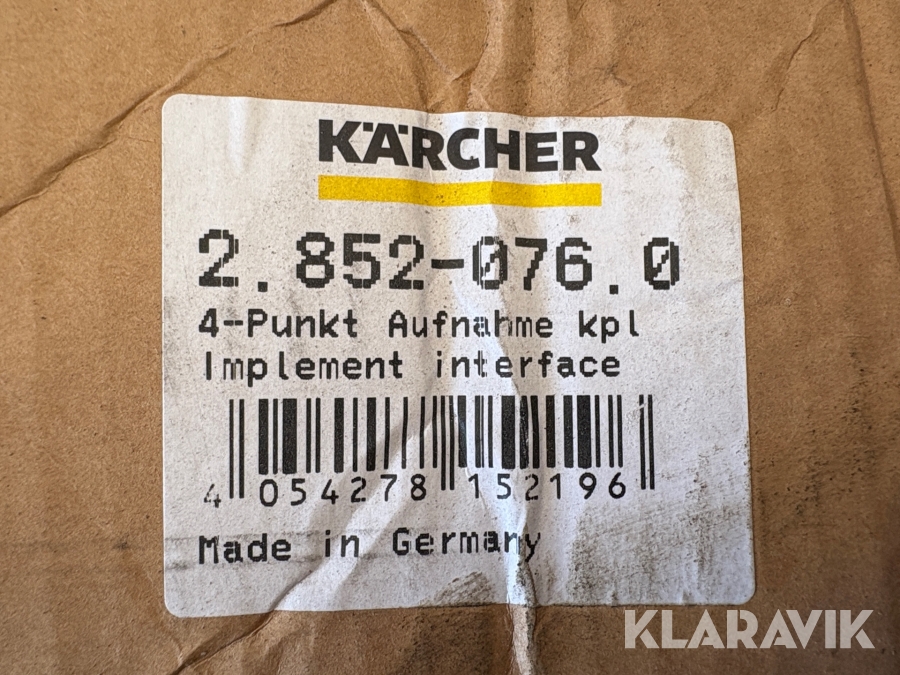 KÄRCHER
2.852-076.0
4-Punkt Aufnahme kpl
Implement interface
4 054278 152196
Made in Germany
KLARAVIK